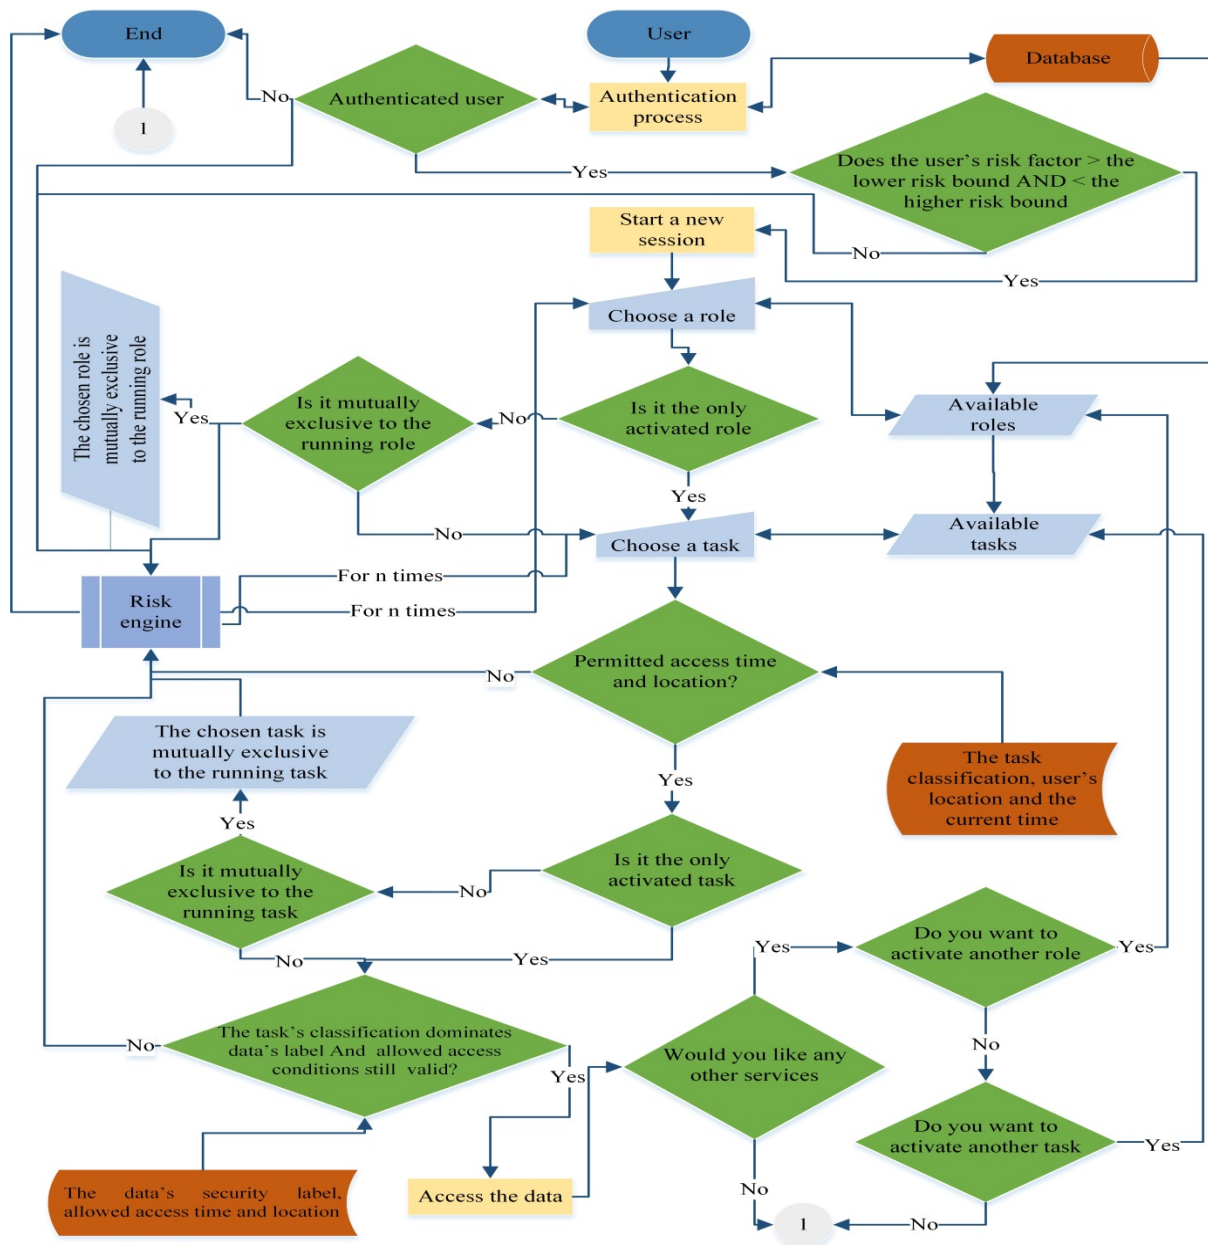 End
User
Database
1
No
Authenticated user
Authentication
process
Yes
Does the user's risk factor > the
lower risk bound AND < the
higher risk bound
Start a new
session
No
Yes
Choose a role
The chosen role is
mutually exclusive
to the running role
Yes
Is it mutually
exclusive to the
running role
No
Is it the only
activated role
Available
roles
Yes
No
Choose a task
Available
tasks
For n times
Risk
engine
For n times
No
Permitted access time
and location?
The chosen task is
mutually exclusive
to the running task
The task
classification, user's
location and the
current time
Yes
Yes
Is it mutually
exclusive to the
running task
No
Is it the only
activated task
Do you want to
activate another role
Yes
Yes
No
Yes
The task's classification dominates
data's label And allowed access
conditions still valid?
No
Yes
Would you like any
other services
No
Do you want to
activate another task
Yes
The data's security label,
allowed access time and location
Access the data
No
1
No